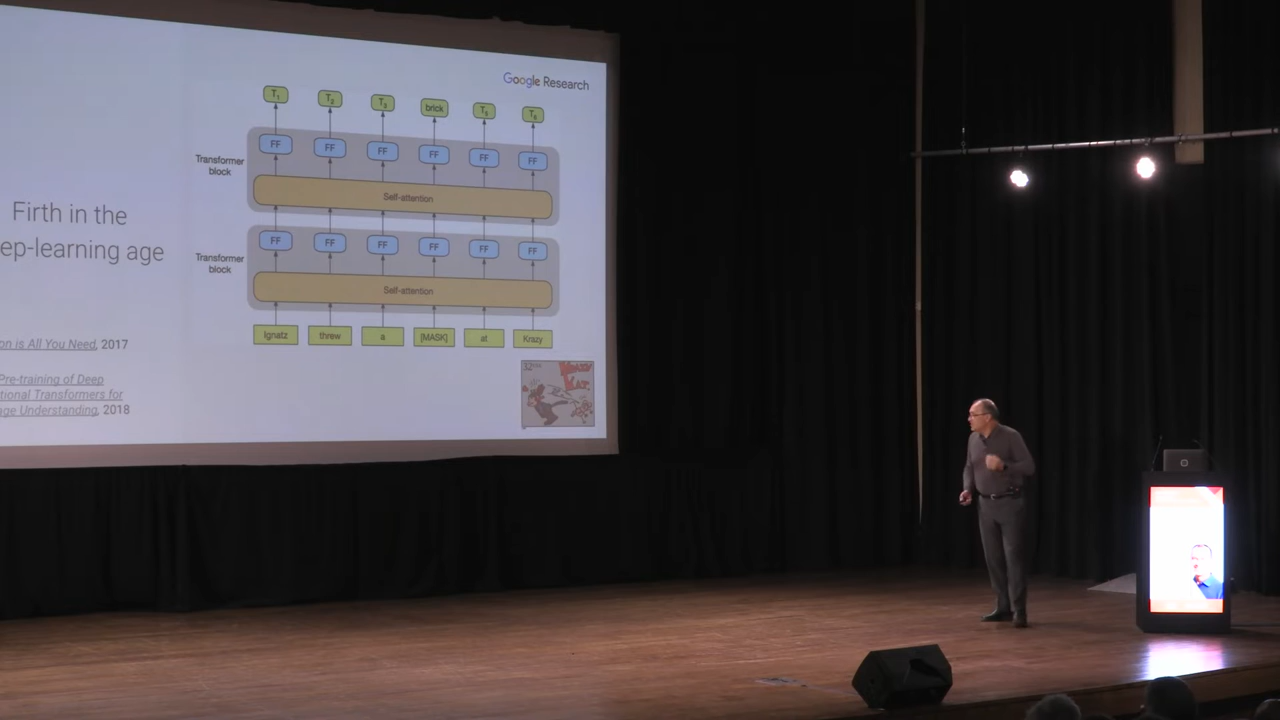 Google Research
T1 T2 T3 brick T5 T6
FF FF FF FF FF FF
Transformer
block
Self-attention
FF FF FF FF FF FF
Transformer
block
Self-attention
Ignatz threw a [MASK] at Krazy
Firth in the
ep-learning age
on is All You Need, 2017
Pre-training of Deep
tional Transformers for
ge Understanding, 2018
KRAZY
KAT.